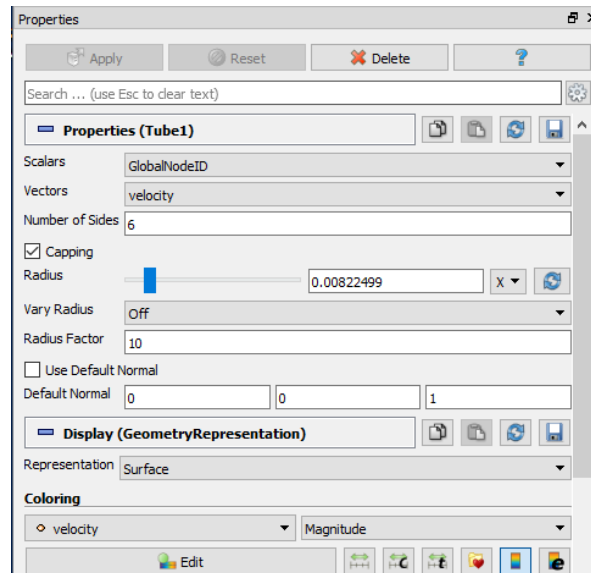 Properties
Apply Reset Delete ?
Search ... (use Esc to clear text)
Properties (Tube1)
Scalars GlobalNodeID
Vectors velocity
Number of Sides 6
Capping
Radius 0.00822499 X
Vary Radius Off
Radius Factor 10
Use Default Normal
Default Normal 0 0 1
Display (GeometryRepresentation)
Representation Surface
Coloring
velocity Magnitude
Edit c t e